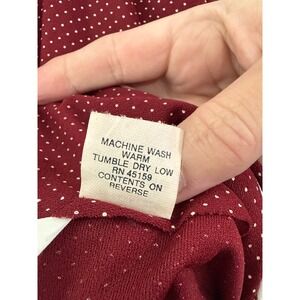 MACHINE WASH
WARM
TUMBLE DRY LOW
RN 45159
CONTENTS ON
REVERSE